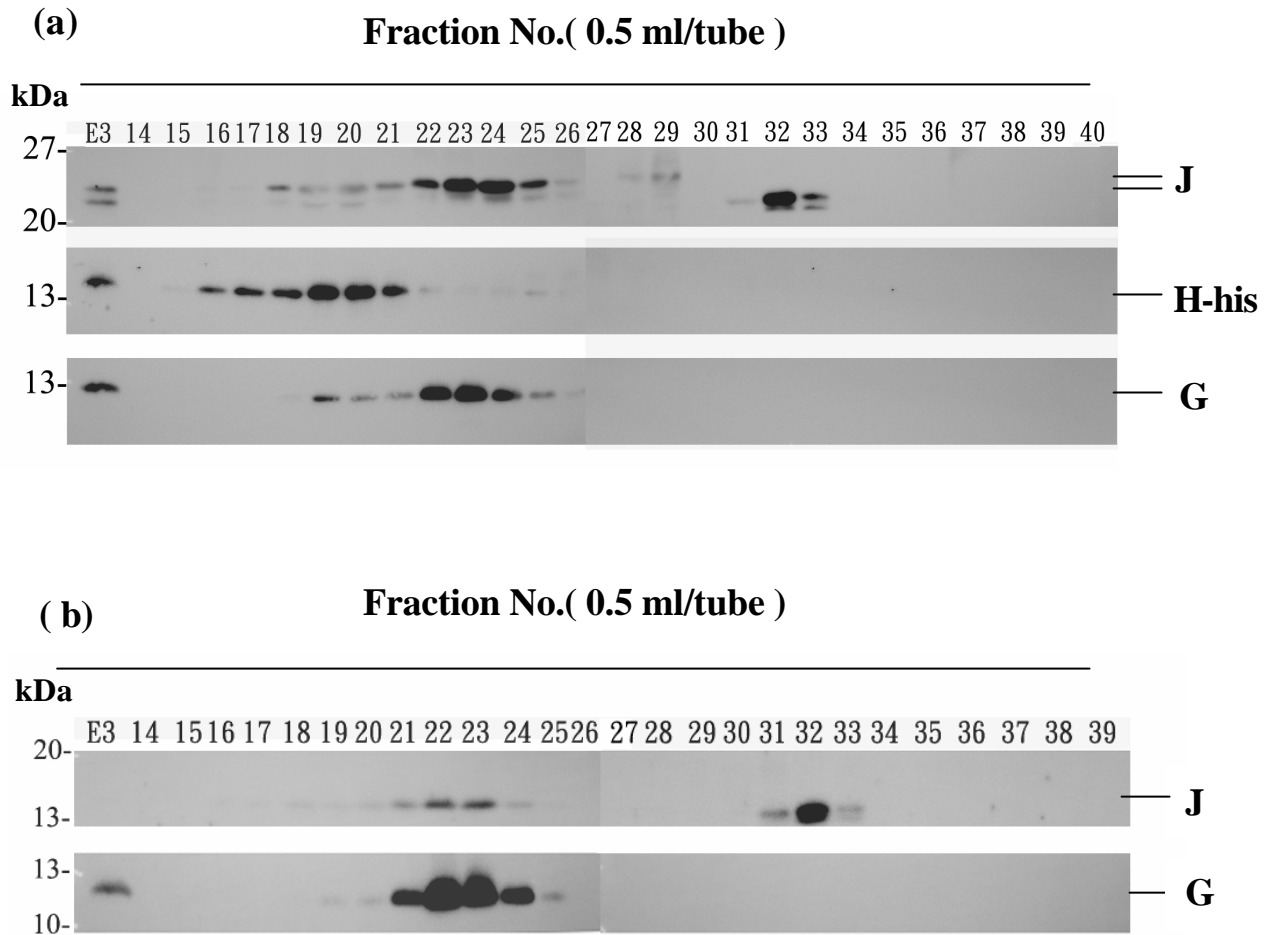 (a)
Fraction No.( 0.5 ml/tube )
kDa
E3 14 15 16 17 18 19 20 21 22 23 24 25 26 27 28 29 30 31 32 33 34 35 36 37 38 39 40
27-
J
20-
13-
H-his
13-
G
( b)
Fraction No.( 0.5 ml/tube )
kDa
E3 14 15 16 17 18 19 20 21 22 23 24 25 26 27 28 29 30 31 32 33 34 35 36 37 38 39
20-
J
13-
13-
G
10-